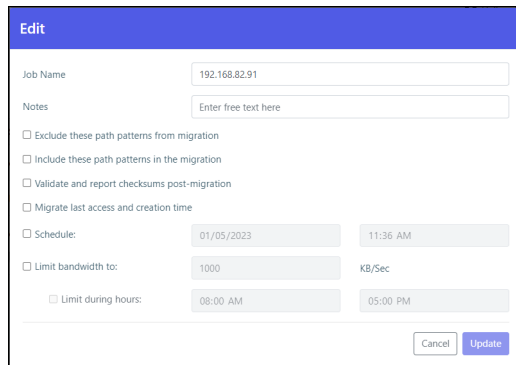 Edit
Job Name 192.168.82.91
Notes Enter free text here
Exclude these path patterns from migration
Include these path patterns in the migration
Validate and report checksums post-migration
Migrate last access and creation time
Schedule: 01/05/2023 11:36 AM
Limit bandwidth to: 1000 KB/Sec
Limit during hours: 08:00 AM 05:00 PM
Cancel Update